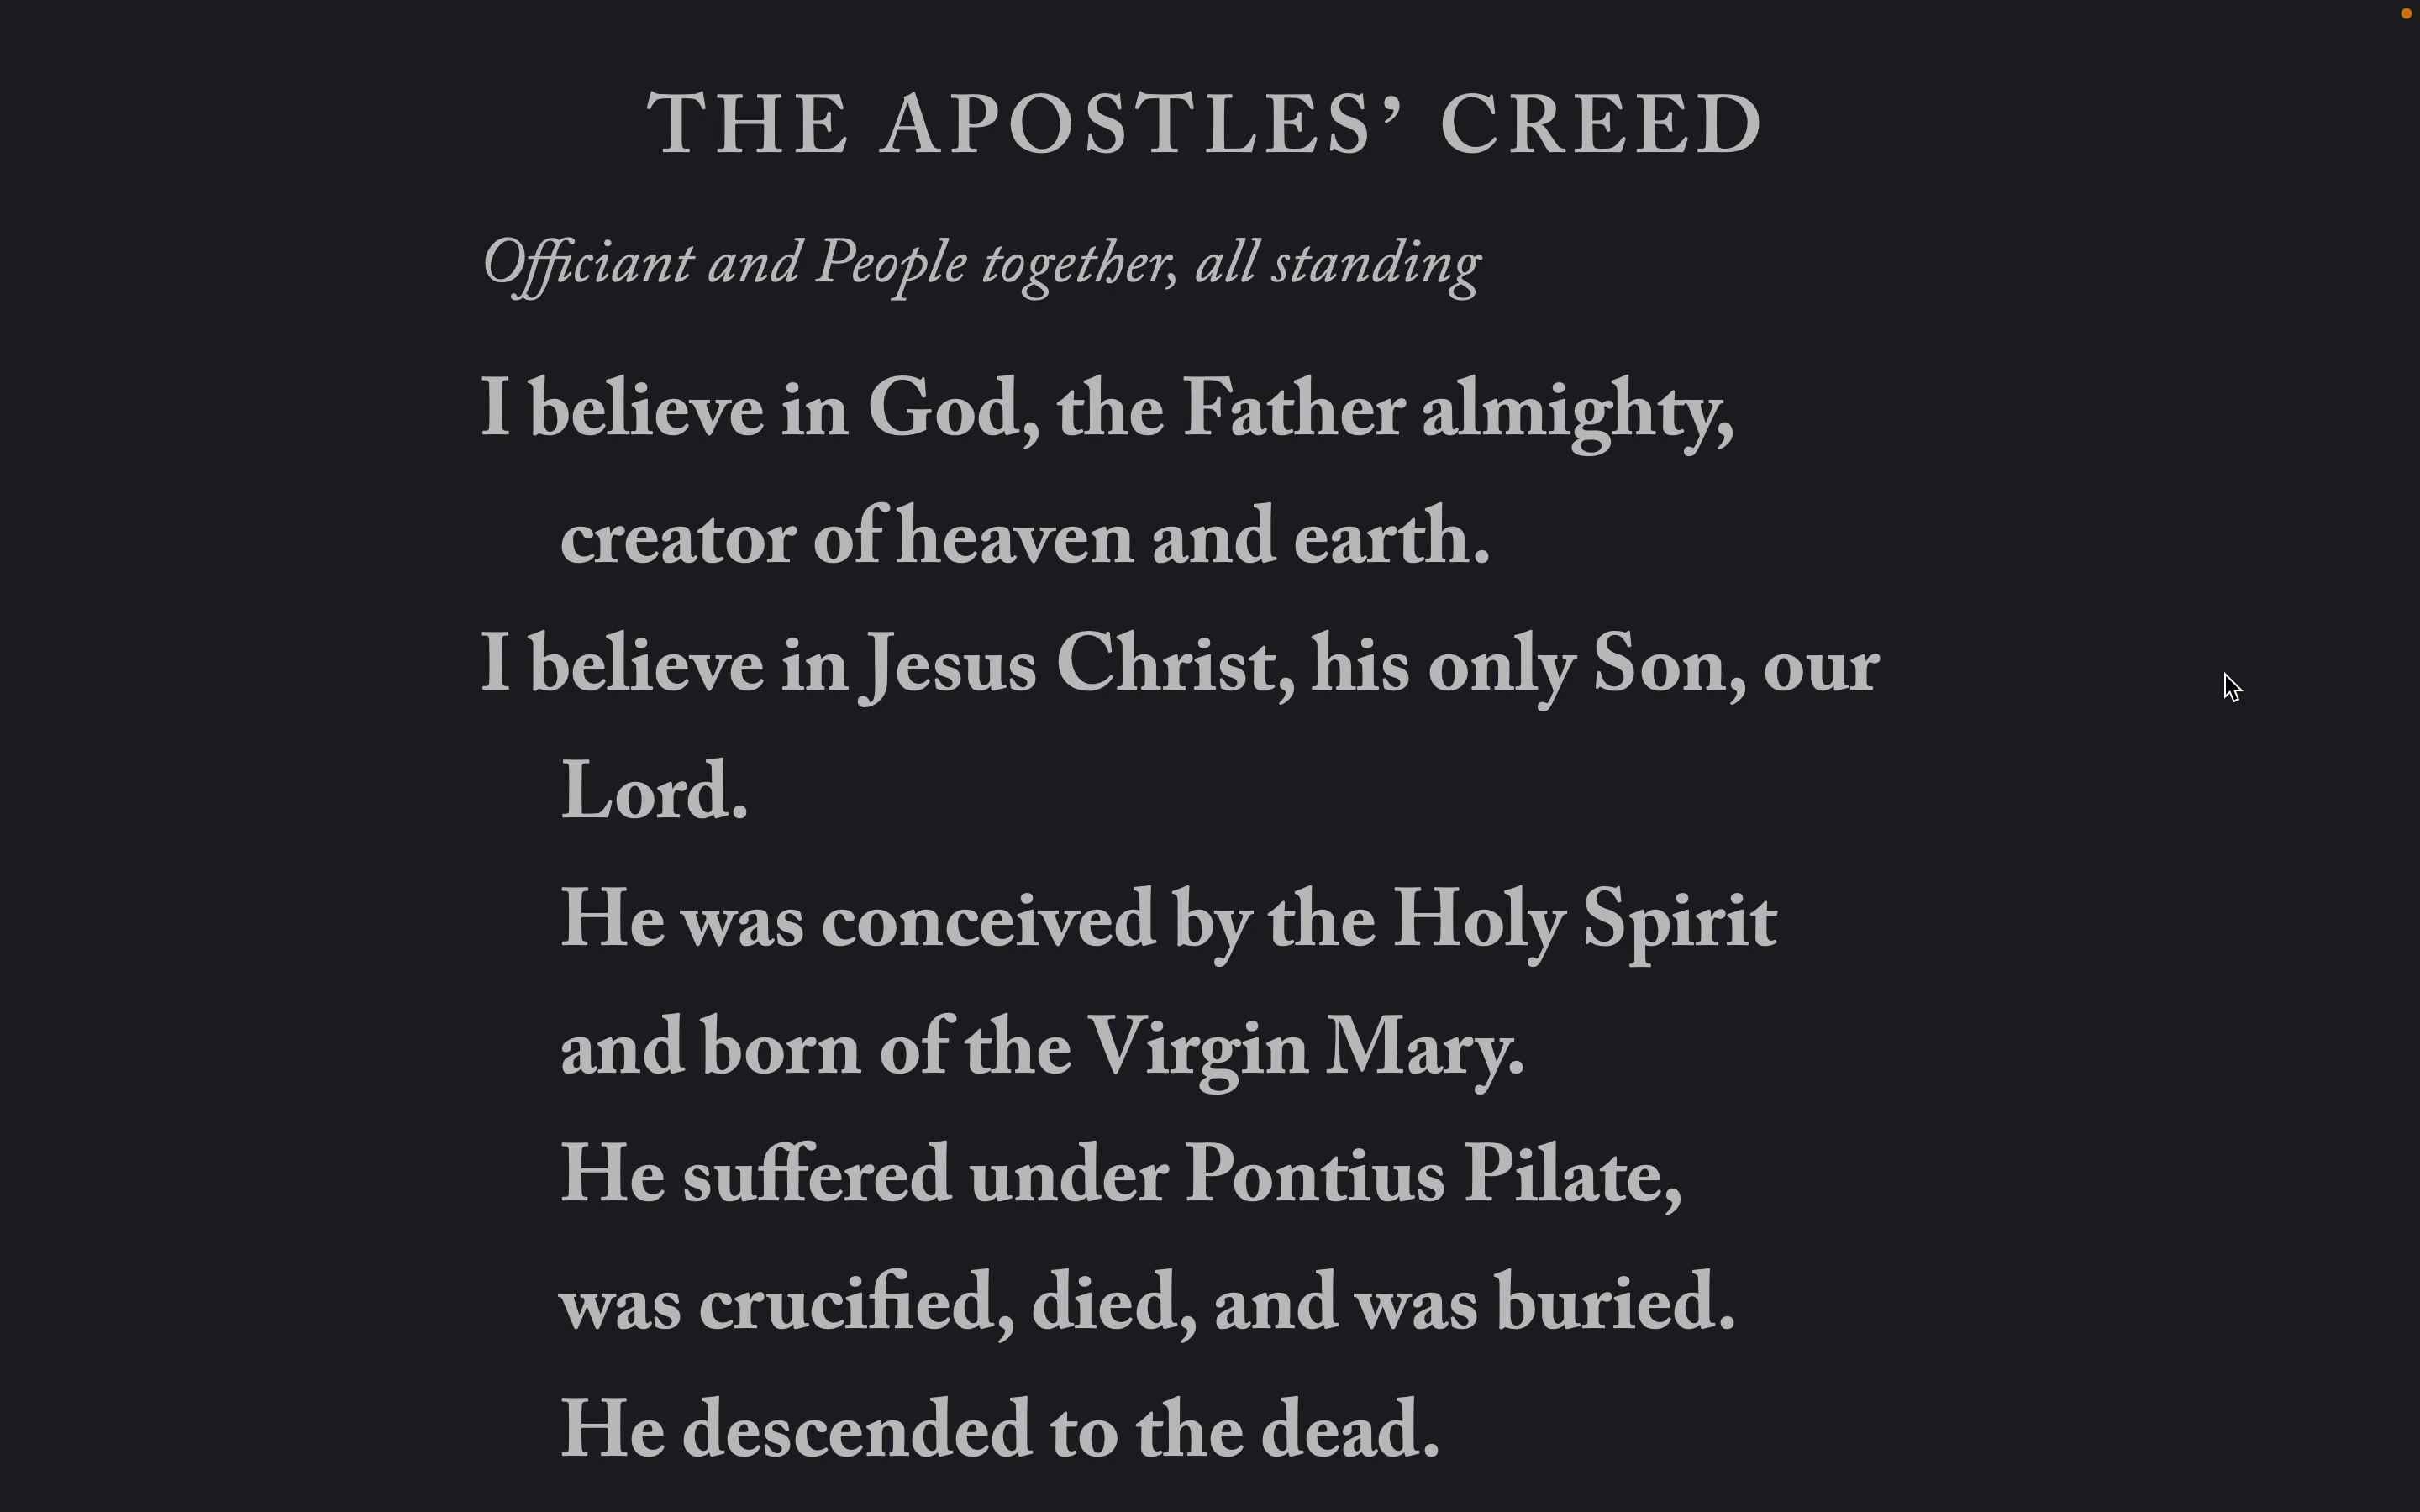 THE APOSTLES’ CREED
Officiant and People together, all standing
I believe in God, the Father almighty,
creator of heaven and earth.
I believe in Jesus Christ, his only Son, our
Lord.
He was conceived by the Holy Spirit
and born of the Virgin Mary.
He suffered under Pontius Pilate,
was crucified, died, and was buried.
He descended to the dead.